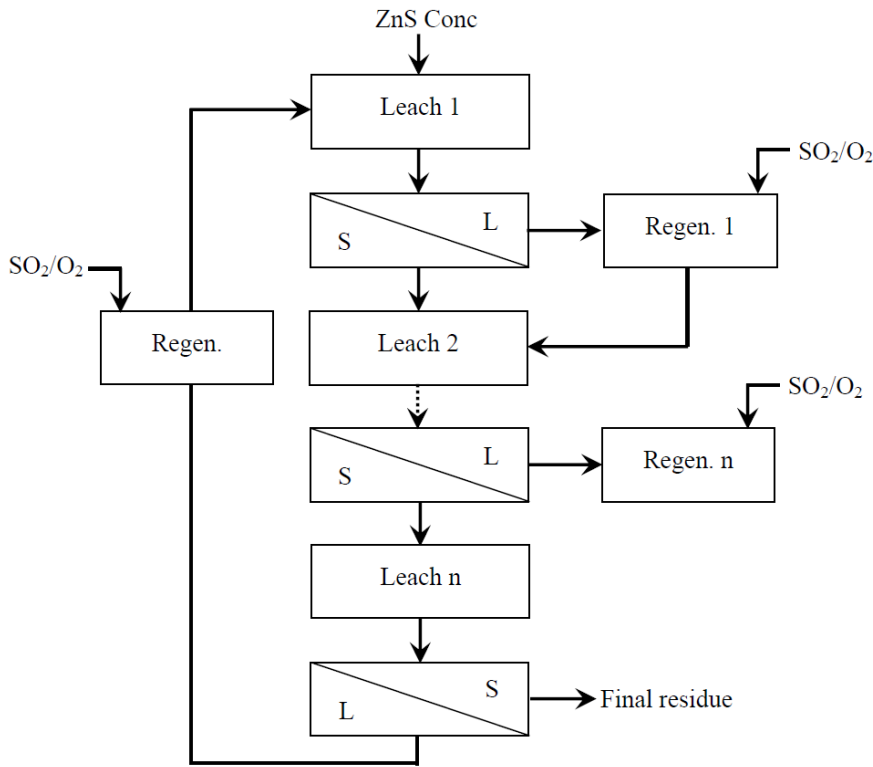 ZnS Conc
Leach 1
SO₂/O₂
L
S
Regen. 1
SO₂/O₂
Regen.
Leach 2
SO₂/O₂
L
S
Regen. n
Leach n
S
L
Final residue